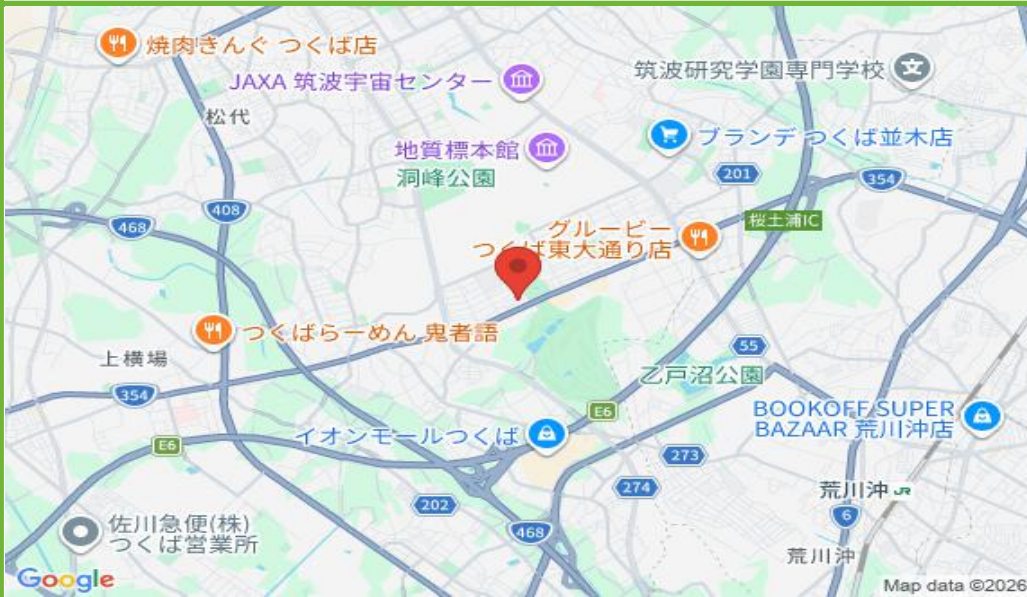 焼肉きんぐ つくば店
JAXA 筑波宇宙センター
筑波研究学園専門学校
文
松代
地質標本館
洞峰公園
ブランデ つくば並木店
201
354
408
468
グルービー
つくば東大通り店
桜土浦IC
つくばらーめん 鬼者語
上横場
55
乙戸沼公園
354
E6
BOOKOFF SUPER
BAZAAR 荒川沖店
イオンモールつくば
E6
273
274
荒川沖 JR
202
6
佐川急便(株)
つくば営業所
468
荒川沖
Google
Map data ©2026